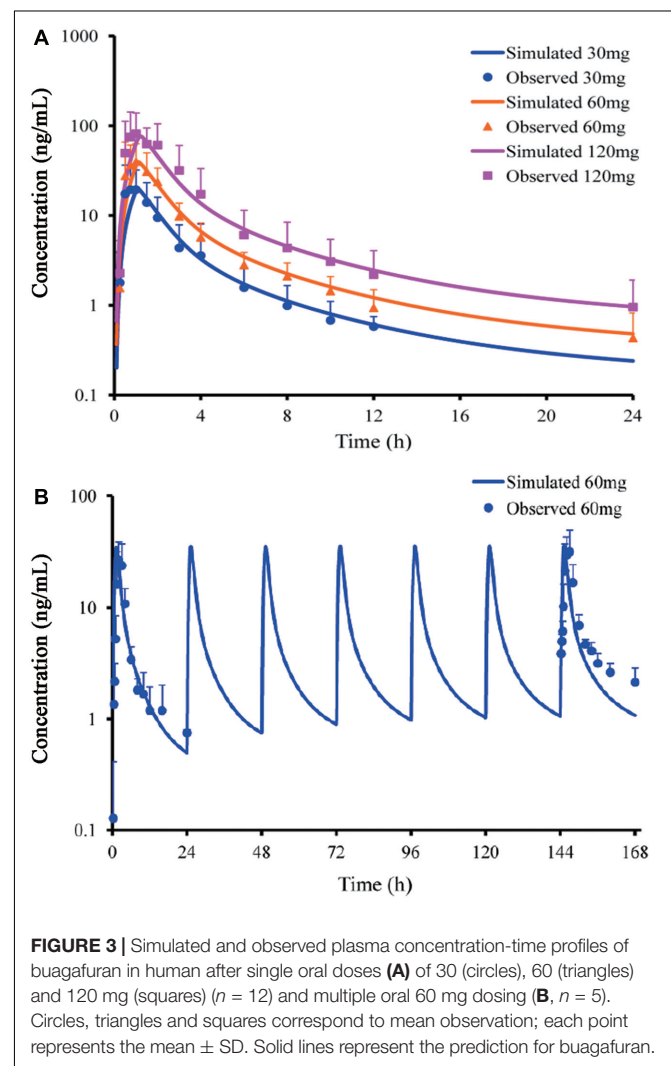 A
1000
100
10
1
0.1
Concentration (ng/mL)
Simulated 30mg
Observed 30mg
Simulated 60mg
Observed 60mg
Simulated 120mg
Observed 120mg
0 4 8 12 16 20 24
Time (h)
B
100
10
1
0.1
Concentration (ng/mL)
Simulated 60mg
Observed 60mg
0 24 48 72 96 120 144 168
Time (h)
FIGURE 3 | Simulated and observed plasma concentration-time profiles of
buagafuran in human after single oral doses (A) of 30 (circles), 60 (triangles)
and 120 mg (squares) (n = 12) and multiple oral 60 mg dosing (B, n = 5).
Circles, triangles and squares correspond to mean observation; each point
represents the mean ± SD. Solid lines represent the prediction for buagafuran.